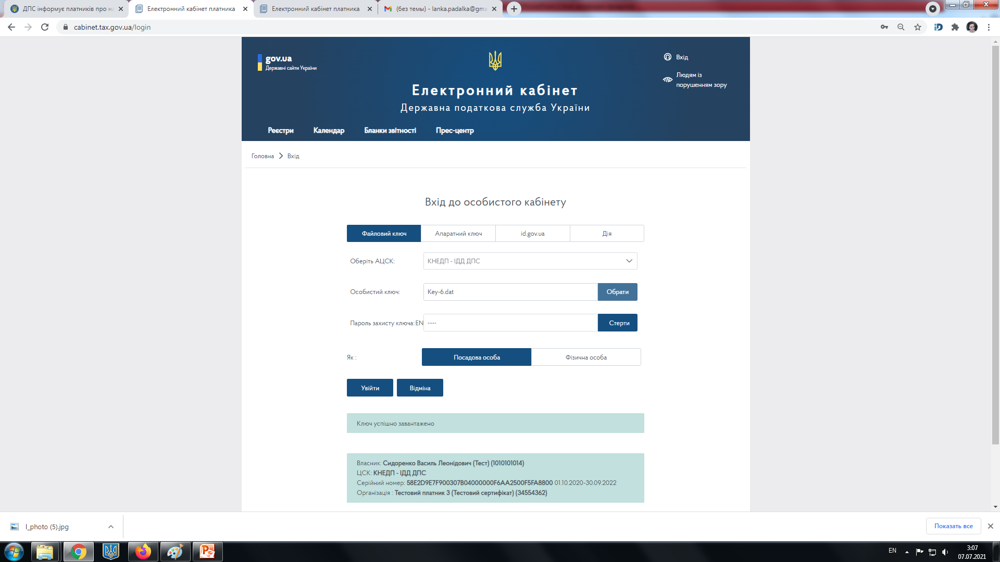 ДПС інформує платників про на
Електронний кабінет платника
Електронний кабінет платника
(без темы) - lanka.padalka@gma
cabinet.tax.gov.ua/login
gov.ua
Державні сайти України
Вхід
Людям із
порушенням зору
Електронний кабінет
Державна податкова служба України
Реєстри Календар Бланки звітності Прес-центр
Головна Вхід
Вхід до особистого кабінету
Файловий ключ Апаратний ключ id.gov.ua Дія
Оберіть АЦСК: КНЕДП - ІДД ДПС
Особистий ключ: Key-6.dat Обрати
Пароль захисту ключа: EN ····· Стерти
Як : Посадова особа Фізична особа
Увійти Відміна
Ключ успішно завантажено
Власник: Сидоренко Василь Леонідович (Тест) (1010101014)
ЦСК: КНЕДП - ІДД ДПС
Серійний номер: 58E2D9E7F900307B04000000F6AA2500F5FA8800 01.10.2020-30.09.2022
Організація : Тестовий платник 3 (Тестовий сертифікат) (34554362)
I_photo (5).jpg
Показать все
EN
3:07
07.07.2021